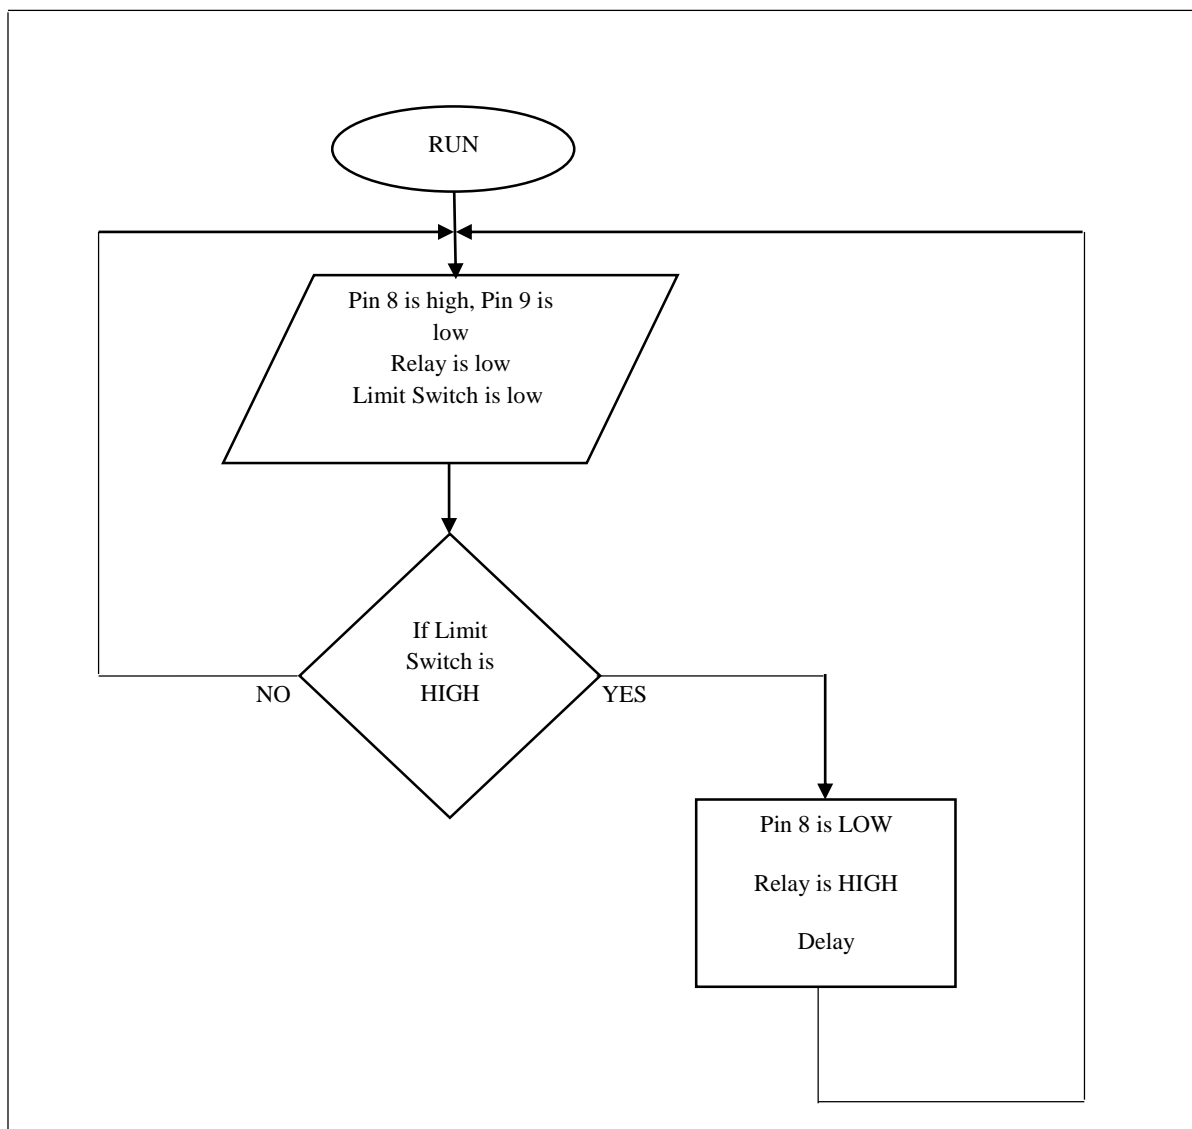 RUN
Pin 8 is high, Pin 9 is
low
Relay is low
Limit Switch is low
If Limit
Switch is
HIGH
NO
YES
Pin 8 is LOW
Relay is HIGH
Delay